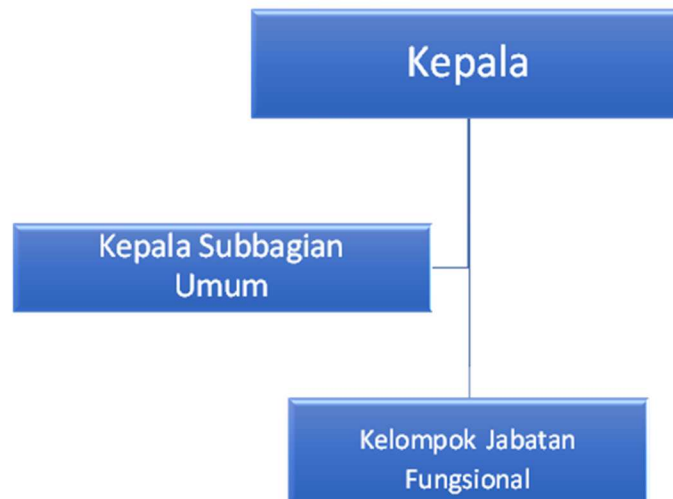 Kepala
Kepala Subbagian
Umum
Kelompok Jabatan
Fungsional